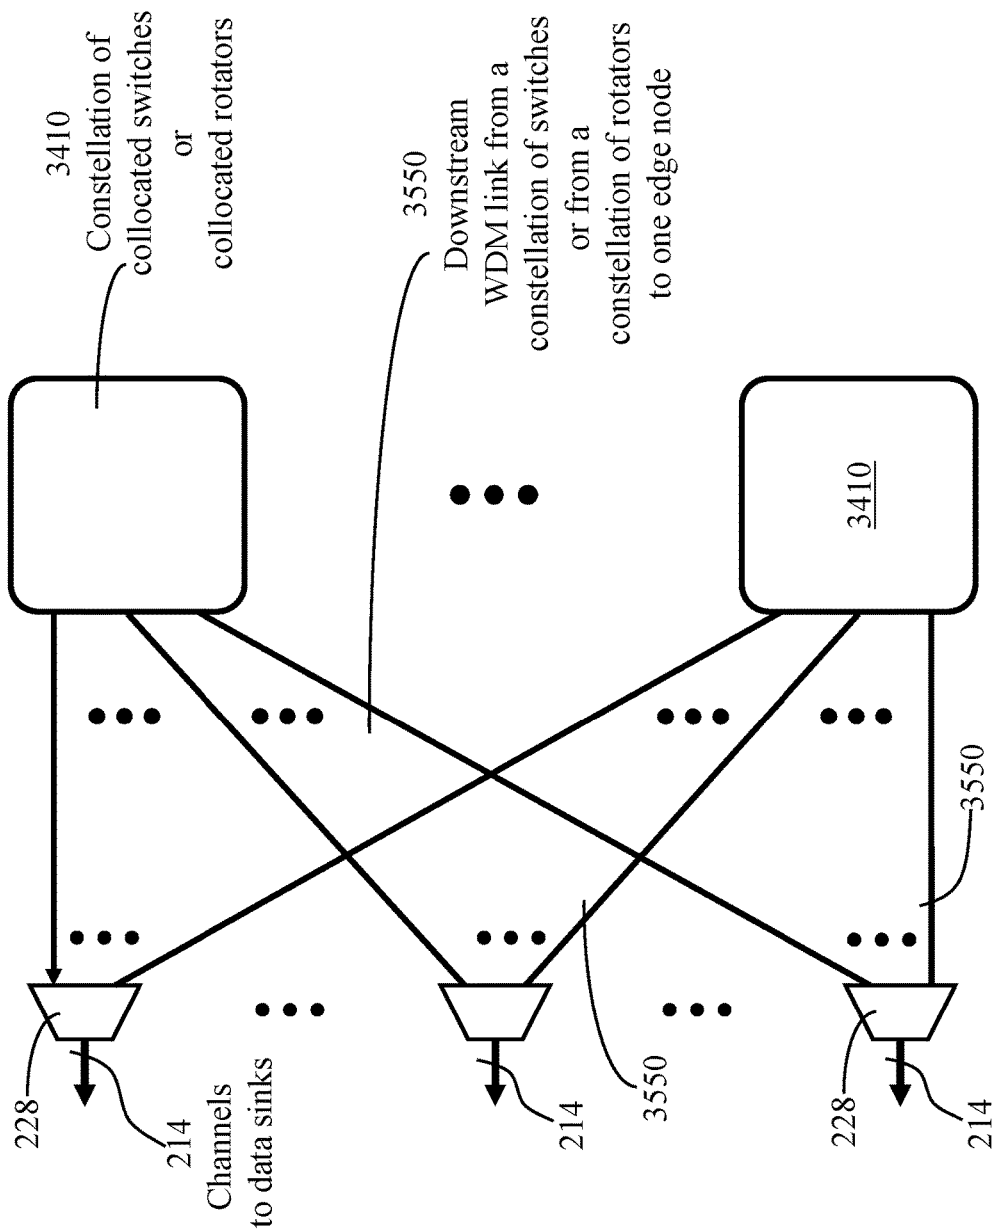 3410
Constellation of
collocated switches
or
collocated rotators
3550
Downstream
WDM link from a
constellation of switches
or from a
constellation of rotators
to one edge node
3410
3550
3550
228
214
Channels
to data sinks
214
228
214